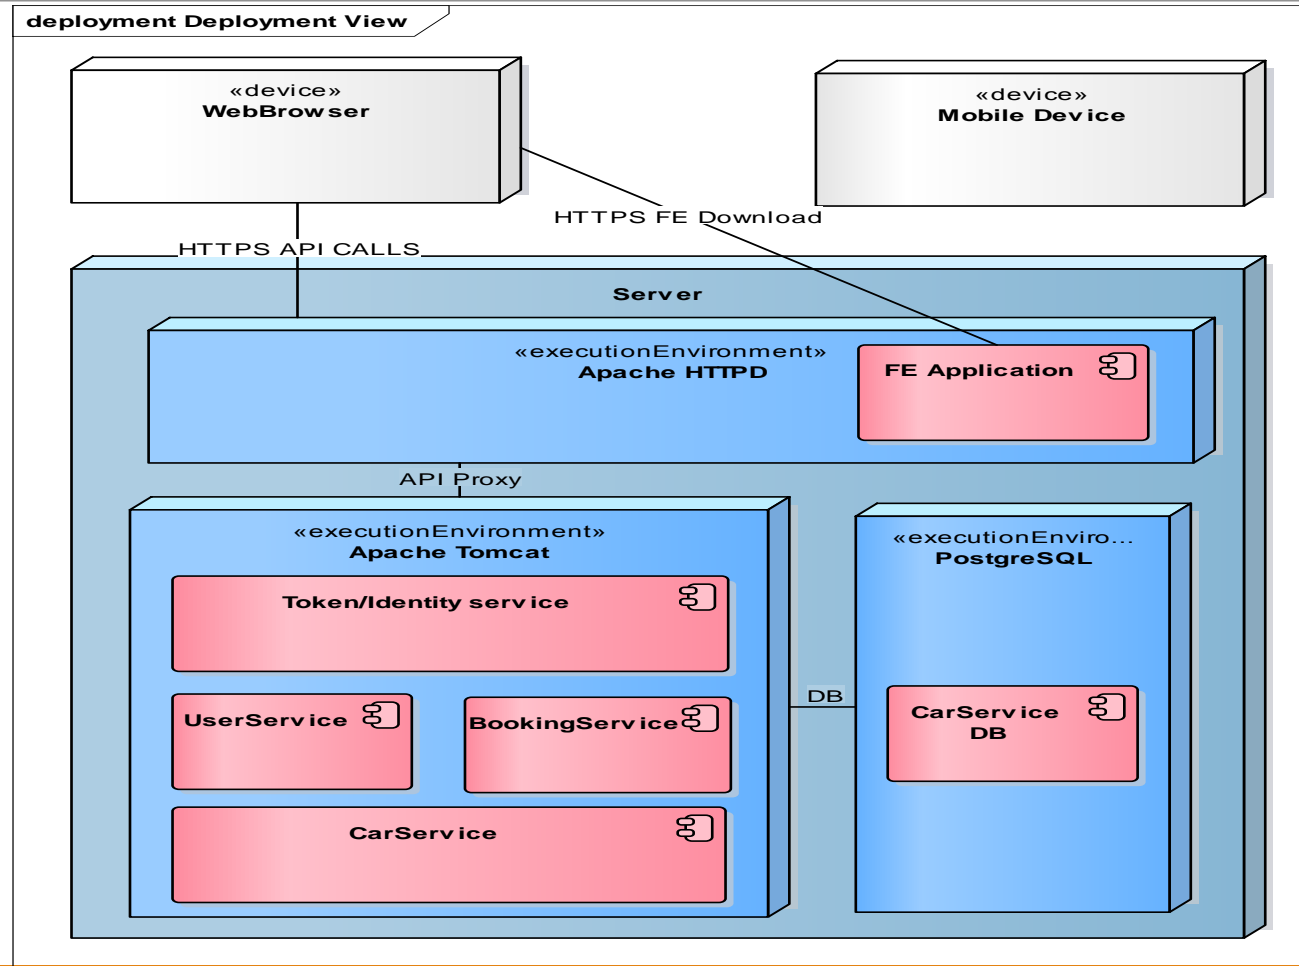 deployment Deployment View
«device»
WebBrowser
«device»
Mobile Device
HTTPS FE Download
HTTPS API CALLS
Server
«executionEnvironment»
Apache HTTPD
FE Application
API Proxy
«executionEnvironment»
Apache Tomcat
Token/Identity service
UserService
BookingService
CarService
DB
«executionEnviro...
PostgreSQL
CarService
DB